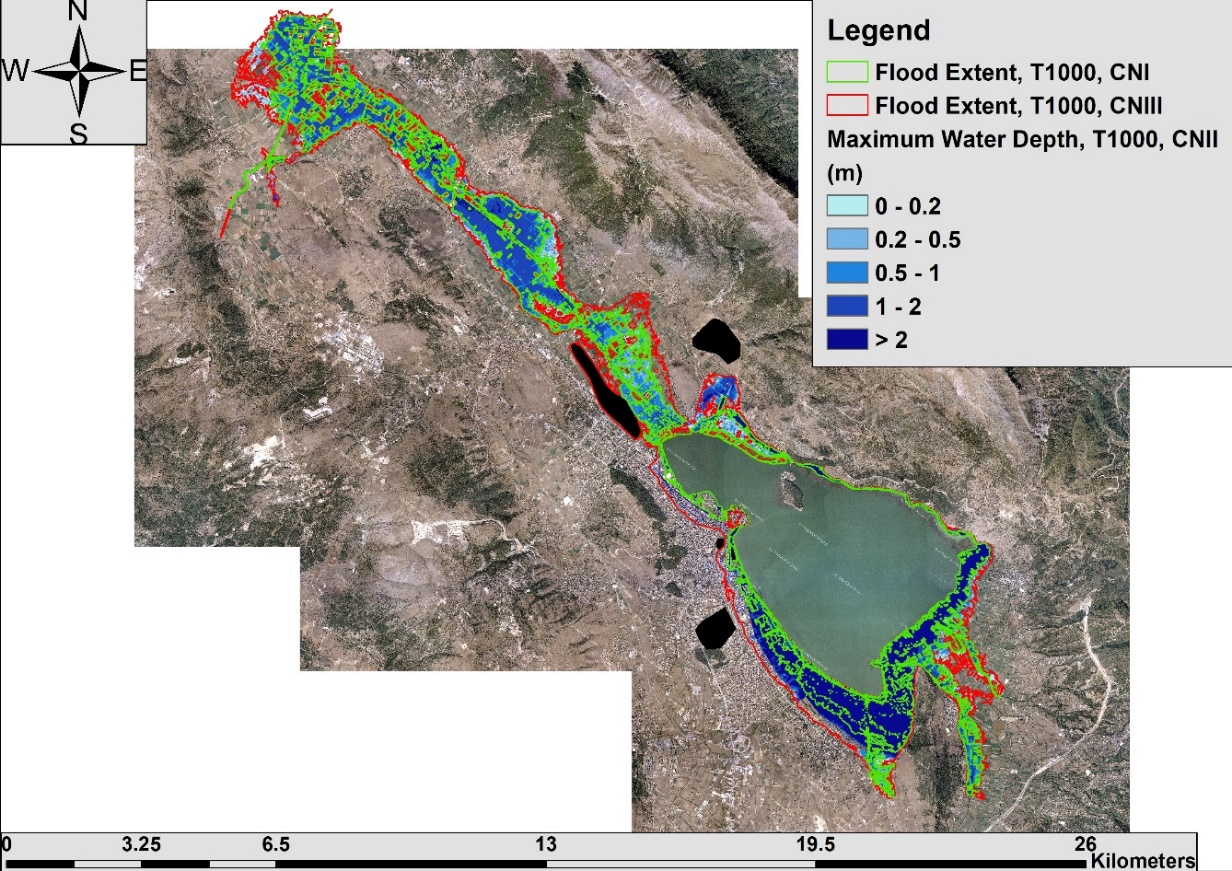 N
W E
S
Legend
Flood Extent, T1000, CNI
Flood Extent, T1000, CNIII
Maximum Water Depth, T1000, CNII
(m)
0 - 0.2
0.2 - 0.5
0.5 - 1
1 - 2
> 2
0 3.25 6.5 13 19.5 26
Kilometers